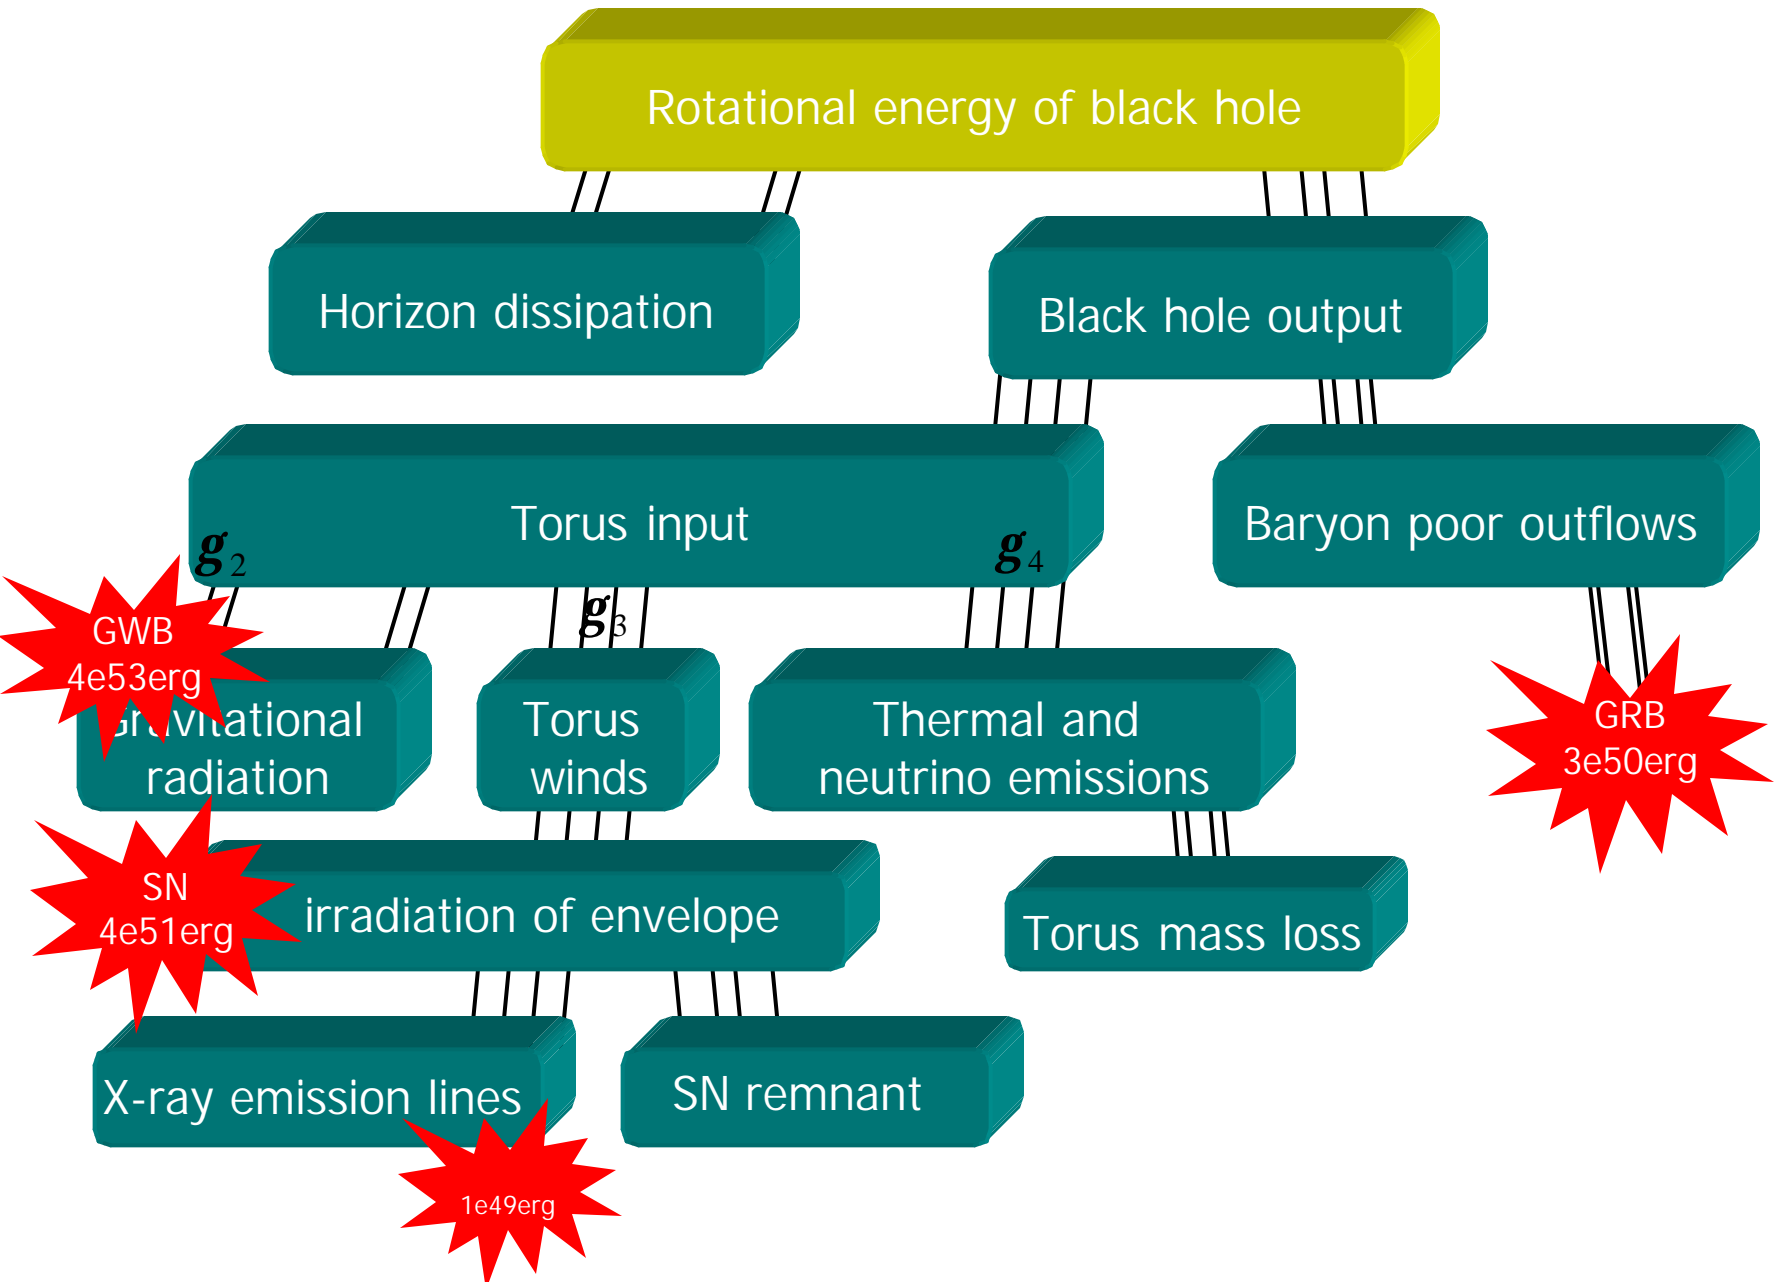 Rotational energy of black hole
Horizon dissipation
Black hole output
Torus input
Baryon poor outflows
g2
g4
g3
GWB
4e53erg
Gravitational
radiation
Torus
winds
Thermal and
neutrino emissions
GRB
3e50erg
SN
4e51erg
irradiation of envelope
Torus mass loss
X-ray emission lines
SN remnant
1e49erg